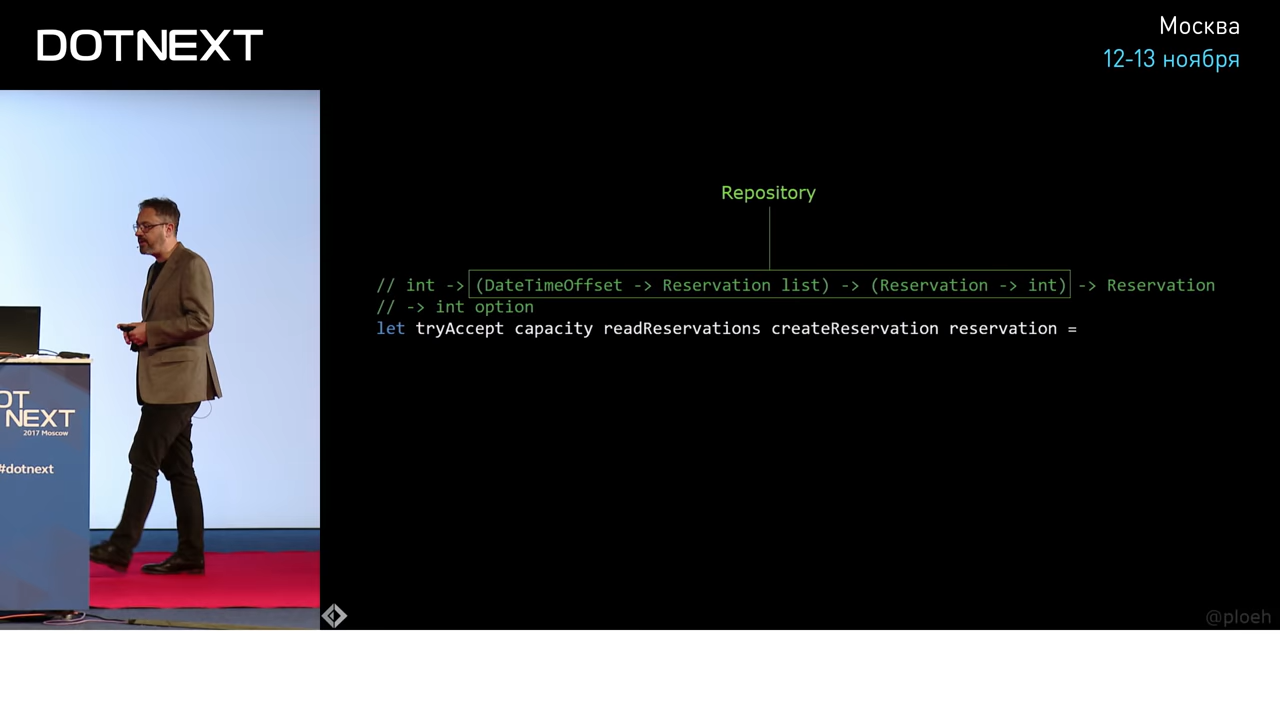 DOTNEXT
Москва
12-13 ноября
Repository
// int -> (DateTimeOffset -> Reservation list) -> (Reservation -> int) -> Reservation
// -> int option
let tryAccept capacity readReservations createReservation reservation =
OT
NEXT
2017 Moscow
#dotnext
@ploeh